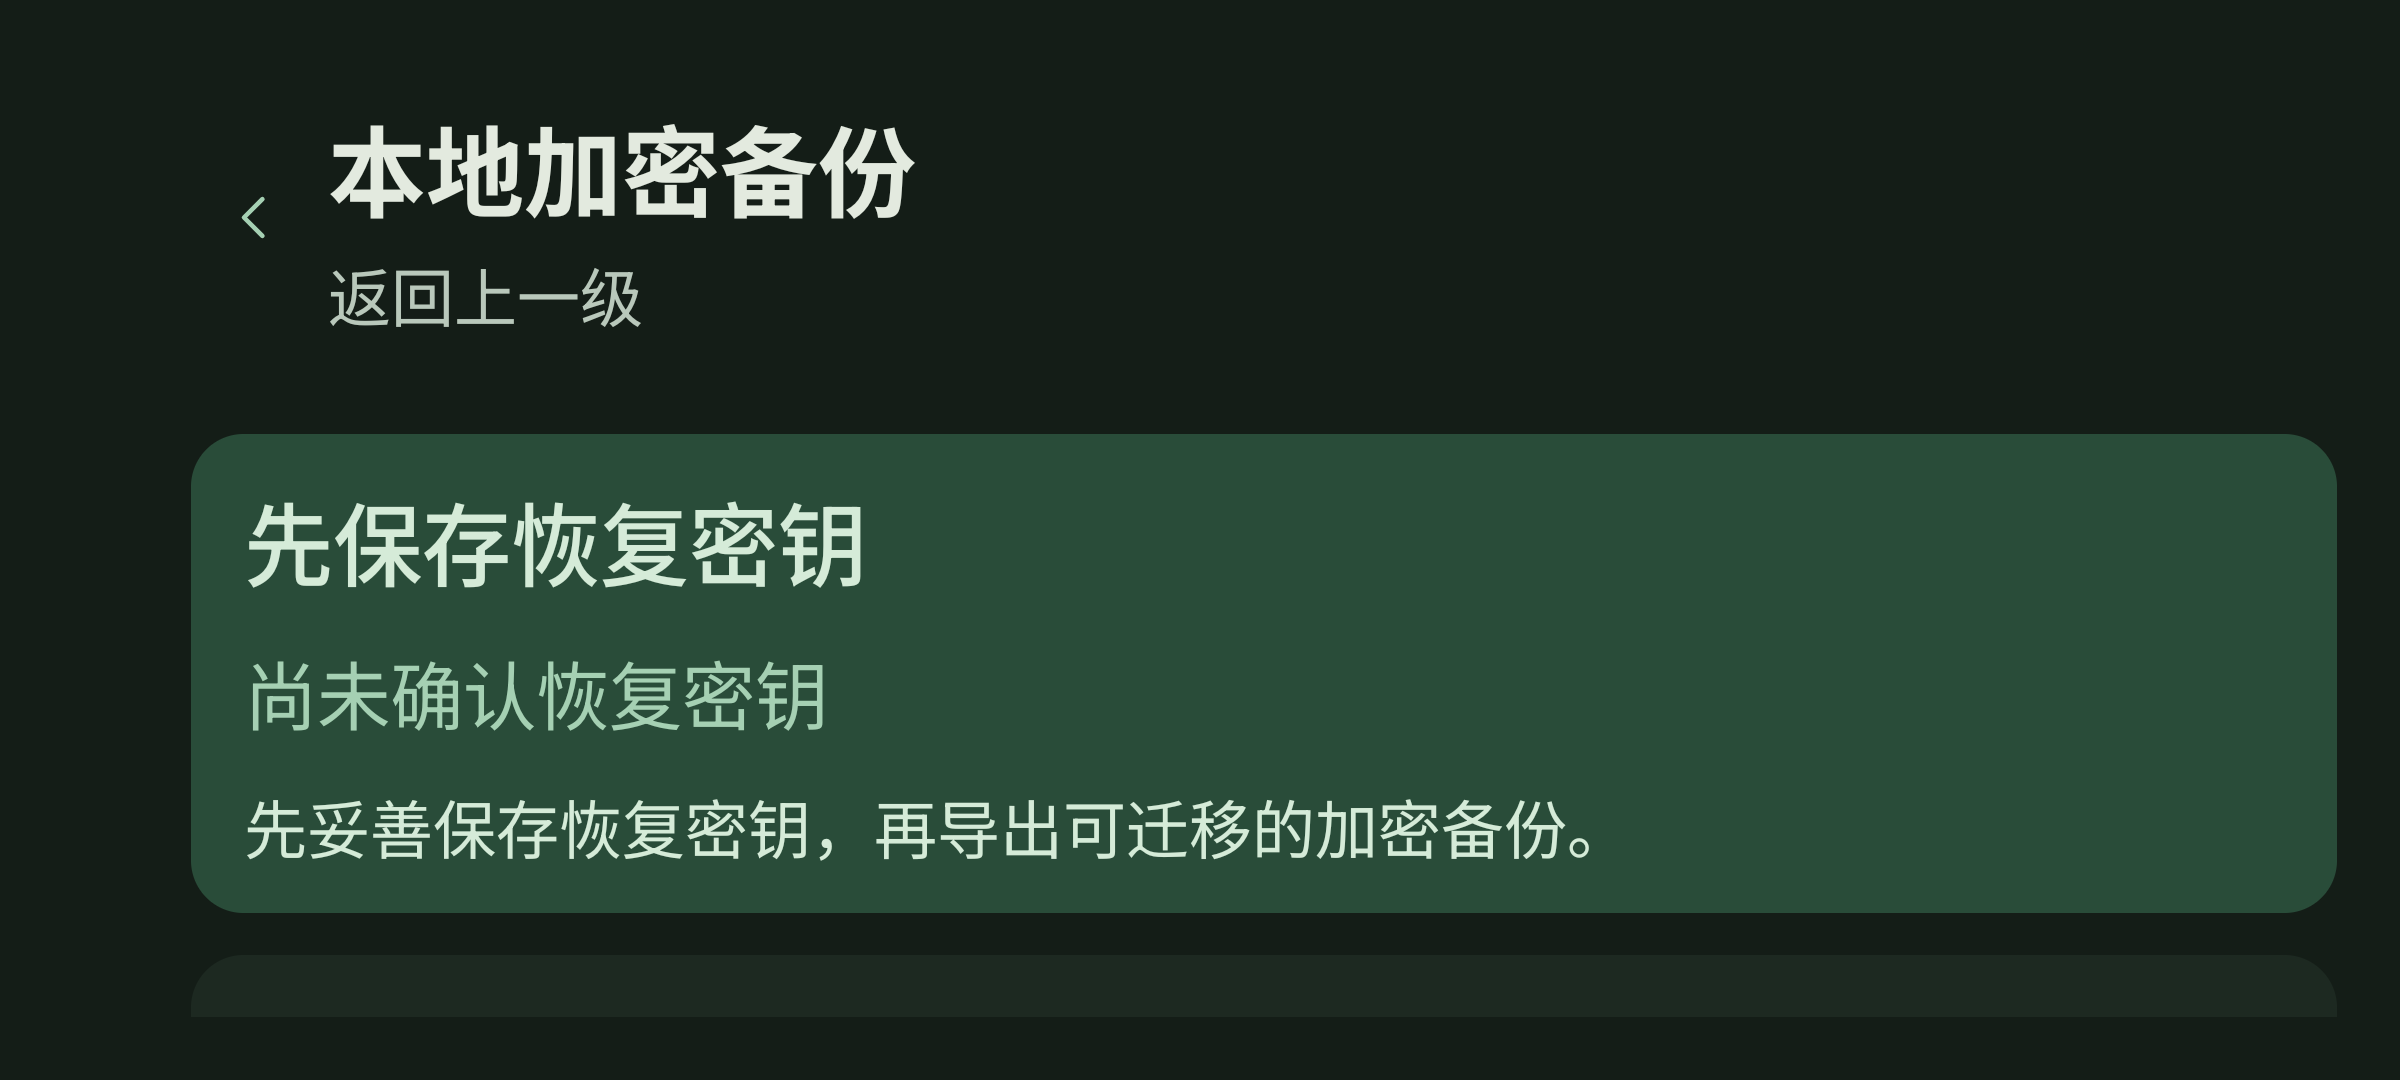 本地加密备份
返回上一级
先保存恢复密钥
尚未确认恢复密钥
先妥善保存恢复密钥，再导出可迁移的加密备份。